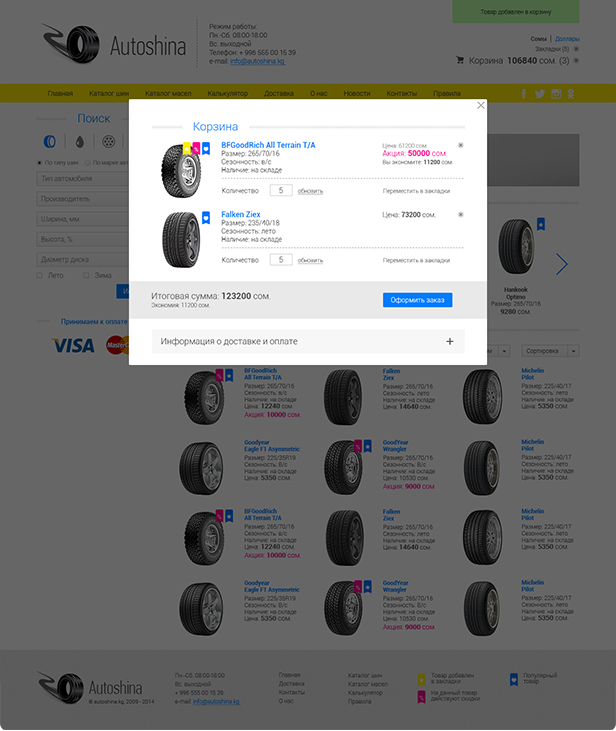 Товар добавлен в корзину
Autoshina
Режим работы:
Пн.-Сб. 08:00-18:00
Вс. выходной
Телефон: + 996 555 00 15 39
e-mail: info@autoshina.kg
Сомы | Доллары
Закладки (5)
Корзина 106840 сом. (3)
Главная Каталог шин Каталог масел Калькулятор Доставка О нас Новости Контакты Правила
Поиск
По типу шин По марке авто
Тип автомобиля
Производитель
Ширина, мм
Высота, %
Диаметр диска
Лето Зима
Принимаем к оплате
VISA MasterC
Корзина
BFGoodRich All Terrain T/A
Размер: 265/70/16
Сезонность: в/с
Наличие: на складе
Цена: 61200 сом.
Акция: 50000 сом.
Вы экономите: 11200 сом.
Количество 5 обновить Переместить в закладки
Falken Ziex
Размер: 235/40/18
Сезонность: лето
Наличие: на складе
Цена: 73200 сом.
Количество 5 обновить Переместить в закладки
Итоговая сумма: 123200 сом.
Экономия: 11200 сом.
Оформить заказ
Информация о доставке и оплате
Hankook
Optimo
Размер: 265/70/16
9280 сом.
Сортировка
BFGoodRich
All Terrain T/A
Размер: 265/70/16
Сезонность: В/с
Наличие: на складе
Цена: 12240 сом.
Акция: 10000 сом.
Falken
Ziex
Размер: 265/70/16
Сезонность: лето
Наличие: на складе
Цена: 14640 сом.
Michelin
Pilot
Размер: 225/40/17
Сезонность: лето
Наличие: на складе
Цена: 5350 сом.
Goodyear
Eagle F1 Asymmetric
Размер: 225/35R19
Сезонность: В/с
Наличие: на складе
Цена: 5350 сом.
GoodYear
Wrangler
Размер: 265/70/16
Сезонность: В/с
Цена: 10530 сом.
Акция: 9000 сом
Michelin
Pilot
Размер: 225/40/17
Сезонность: лето
Наличие: на складе
Цена: 5350 сом.
BFGoodRich
All Terrain T/A
Размер: 265/70/16
Сезонность: В/с
Наличие: на складе
Цена: 12240 сом.
Акция: 10000 сом.
Falken
Ziex
Размер: 265/70/16
Сезонность: лето
Наличие: на складе
Цена: 14640 сом.
Michelin
Pilot
Размер: 225/40/17
Сезонность: лето
Наличие: на складе
Цена: 5350 сом.
Goodyear
Eagle F1 Asymmetric
Размер: 225/35R19
Сезонность: В/с
Наличие: на складе
Цена: 5350 сом.
GoodYear
Wrangler
Размер: 265/70/16
Сезонность: В/с
Цена: 10530 сом.
Акция: 9000 сом
Michelin
Pilot
Размер: 225/40/17
Сезонность: лето
Наличие: на складе
Цена: 5350 сом.
Autoshina
© autoshina.kg 2009 - 2014
Пн.-Сб. 08:00-18:00
Вс. выходной
+ 996 555 00 15 39
e-mail: info@autoshina.kg
Главная
Доставка
Контакты
О нас
Каталог шин
Каталог масел
Калькулятор
Правила
Товар добавлен
в закладки
На данный товар
действуют скидки
Популярный
товар